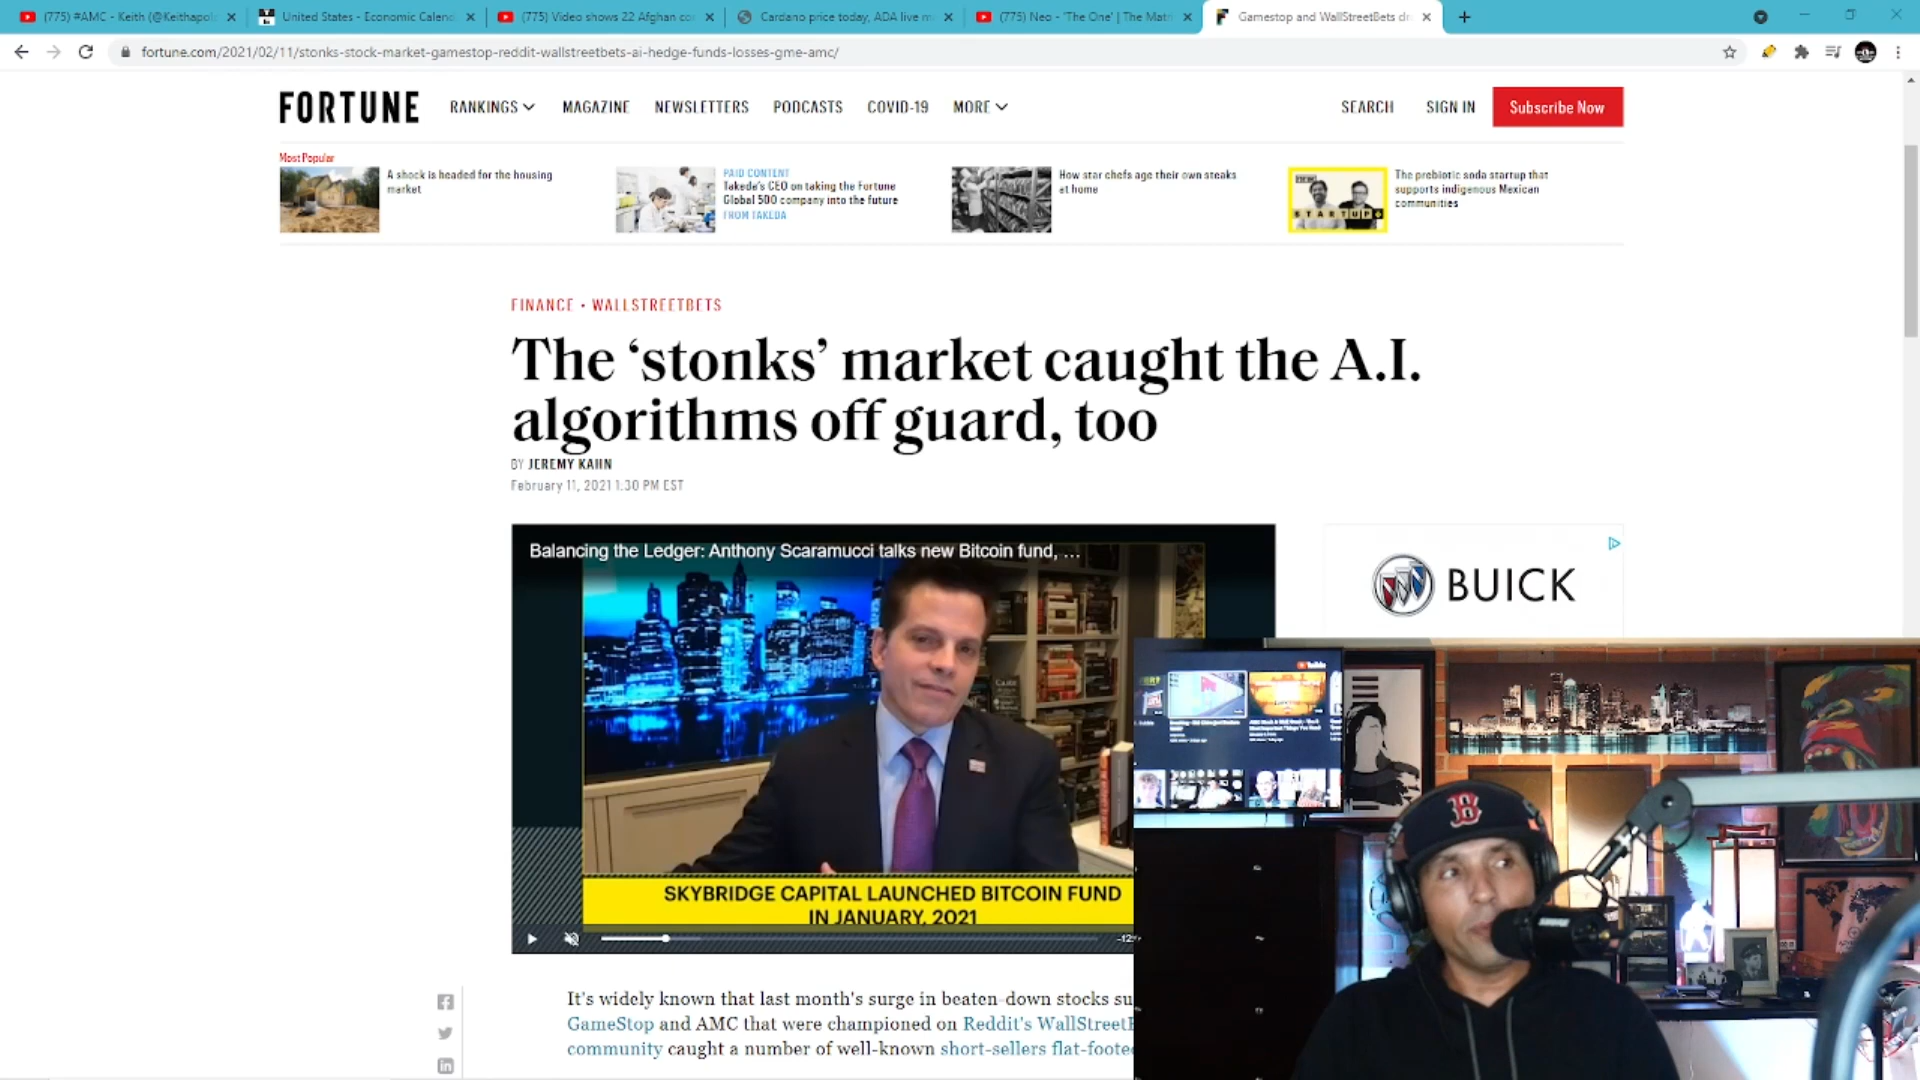 (775) #AMC - Keith (@Keithapol
United States - Economic Calend
(775) Video shows 22 Afghan co
Cardano price today, ADA live m
(775) Neo - 'The One' | The Matr
Gamestop and WallStreetBets dr
fortune.com/2021/02/11/stonks-stock-market-gamestop-reddit-wallstreetbets-ai-hedge-funds-losses-gme-amc/
FORTUNE
RANKINGS
MAGAZINE
NEWSLETTERS
PODCASTS
COVID-19
MORE
SEARCH
SIGN IN
Subscribe Now
Most Popular
A shock is headed for the housing
market
PAID CONTENT
Takeda's CEO on taking the Fortune
Global 500 company into the future
FROM TAKEDA
How star chefs age their own steaks
at home
STARTUP
The prebiotic soda startup that
supports indigenous Mexican
communities
FINANCE • WALLSTREETBETS
The ‘stonks’ market caught the A.I.
algorithms off guard, too
BY JEREMY KAHN
February 11, 2021 1:30 PM EST
Balancing the Ledger: Anthony Scaramucci talks new Bitcoin fund, ...
SKYBRIDGE CAPITAL LAUNCHED BITCOIN FUND
IN JANUARY, 2021
BUICK
YouTube
B
SHURE
It's widely known that last month's surge in beaten-down stocks su
GameStop and AMC that were championed on Reddit's WallStreetB
community caught a number of well-known short-sellers flat-foote